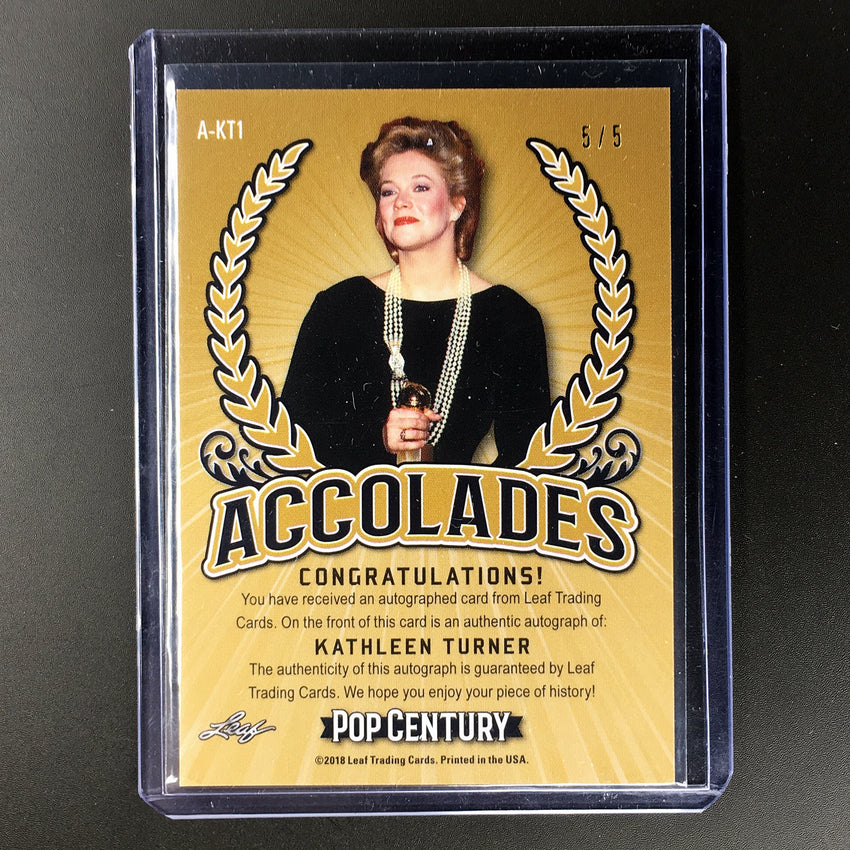 A-KT1
5 / 5
ACCOLADES
CONGRATULATIONS!
You have received an autographed card from Leaf Trading
Cards. On the front of this card is an authentic autograph of:
KATHLEEN TURNER
The authenticity of this autograph is guaranteed by Leaf
Trading Cards. We hope you enjoy your piece of history!
Leaf
POP CENTURY
©2018 Leaf Trading Cards. Printed in the USA.